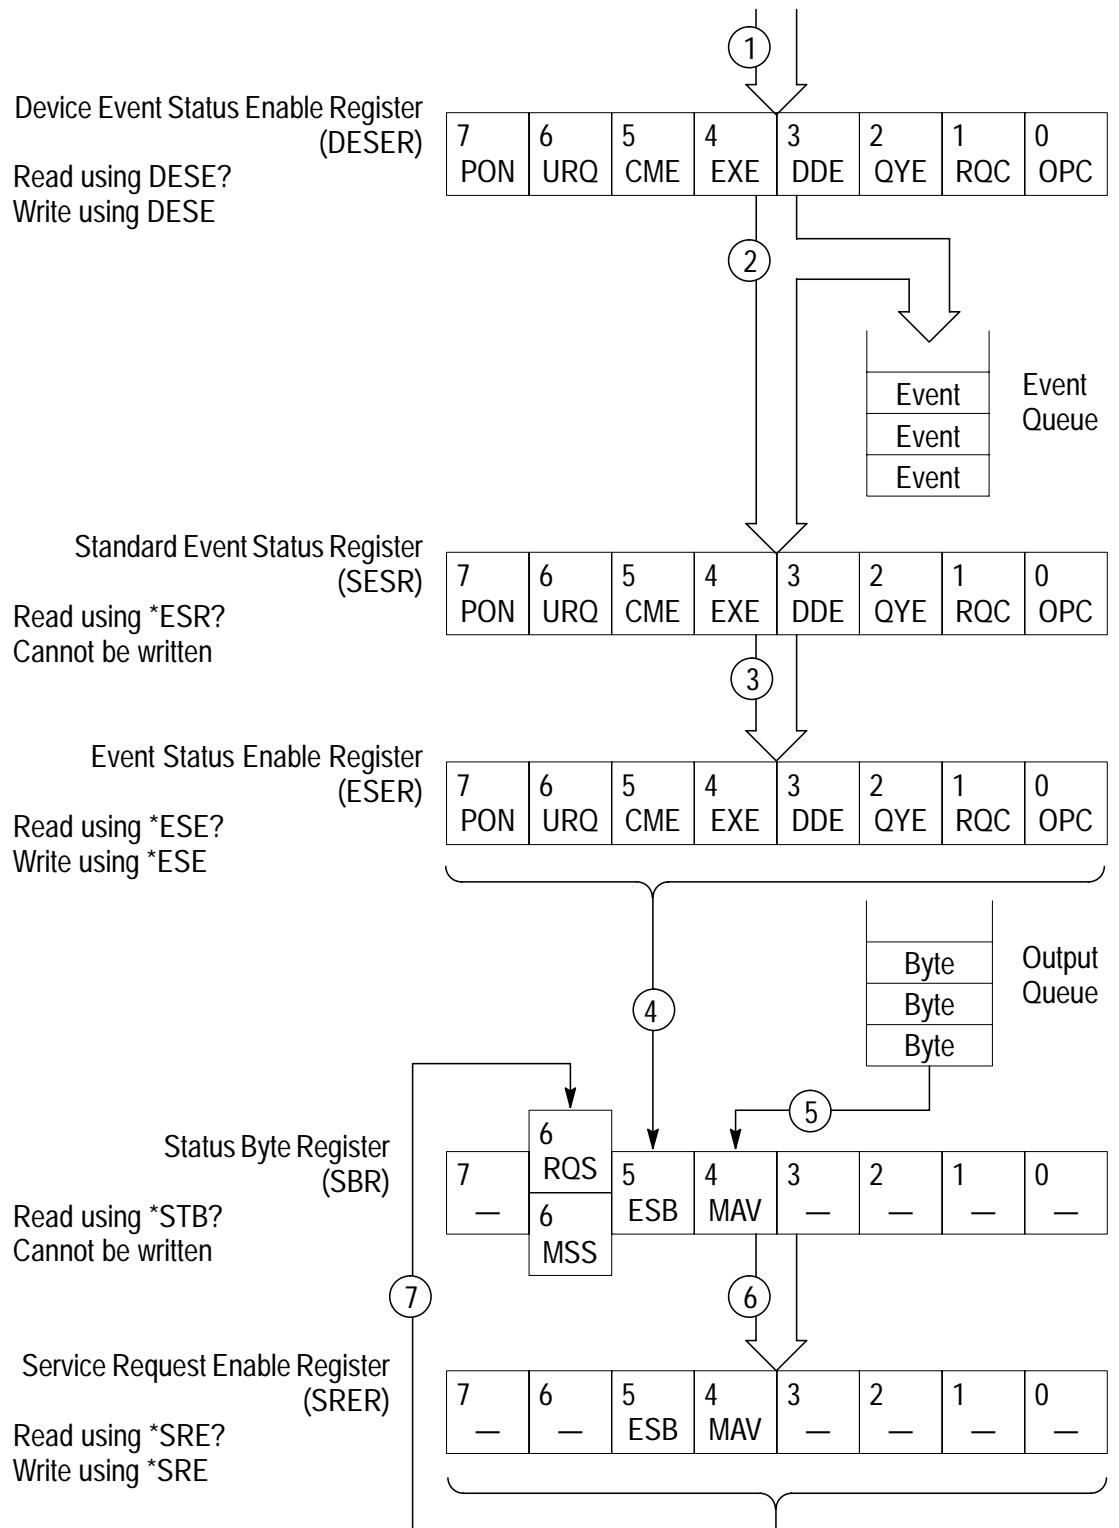 1
Device Event Status Enable Register
(DESER)
Read using DESE?
Write using DESE
7 6 5 4 3 2 1 0
PON URQ CME EXE DDE QYE RQC OPC
2
Event
Event
Event
Event
Queue
Standard Event Status Register
(SESR)
Read using *ESR?
Cannot be written
7 6 5 4 3 2 1 0
PON URQ CME EXE DDE QYE RQC OPC
3
Event Status Enable Register
(ESER)
Read using *ESE?
Write using *ESE
7 6 5 4 3 2 1 0
PON URQ CME EXE DDE QYE RQC OPC
Byte
Byte
Byte
Output
Queue
4
5
Status Byte Register
(SBR)
Read using *STB?
Cannot be written
6
RQS
6
MSS
7 5 4 3 2 1 0
— ESB MAV — — — —
7
6
Service Request Enable Register
(SRER)
Read using *SRE?
Write using *SRE
7 6 5 4 3 2 1 0
— — ESB MAV — — — —